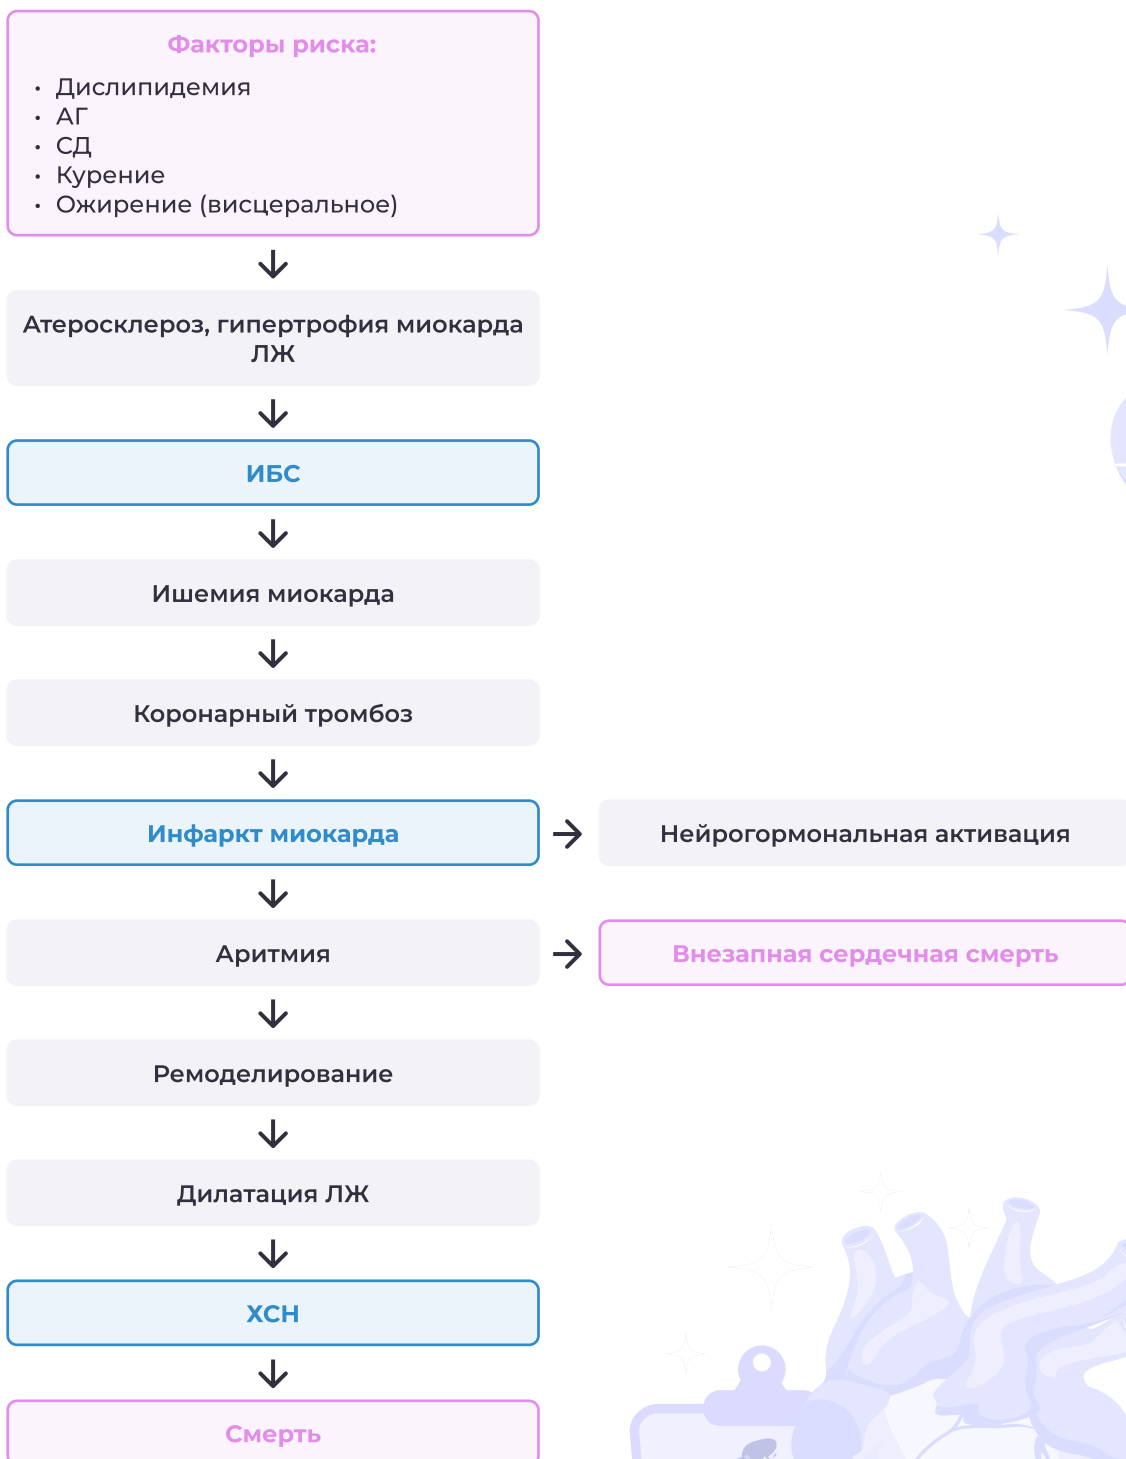 Факторы риска:
• Дислипидемия
• АГ
• СД
• Курение
• Ожирение (висцеральное)
Атеросклероз, гипертрофия миокарда
ЛЖ
ИБС
Ишемия миокарда
Коронарный тромбоз
Инфаркт миокарда
Нейрогормональная активация
Аритмия
Внезапная сердечная смерть
Ремоделирование
Дилатация ЛЖ
ХСН
Смерть